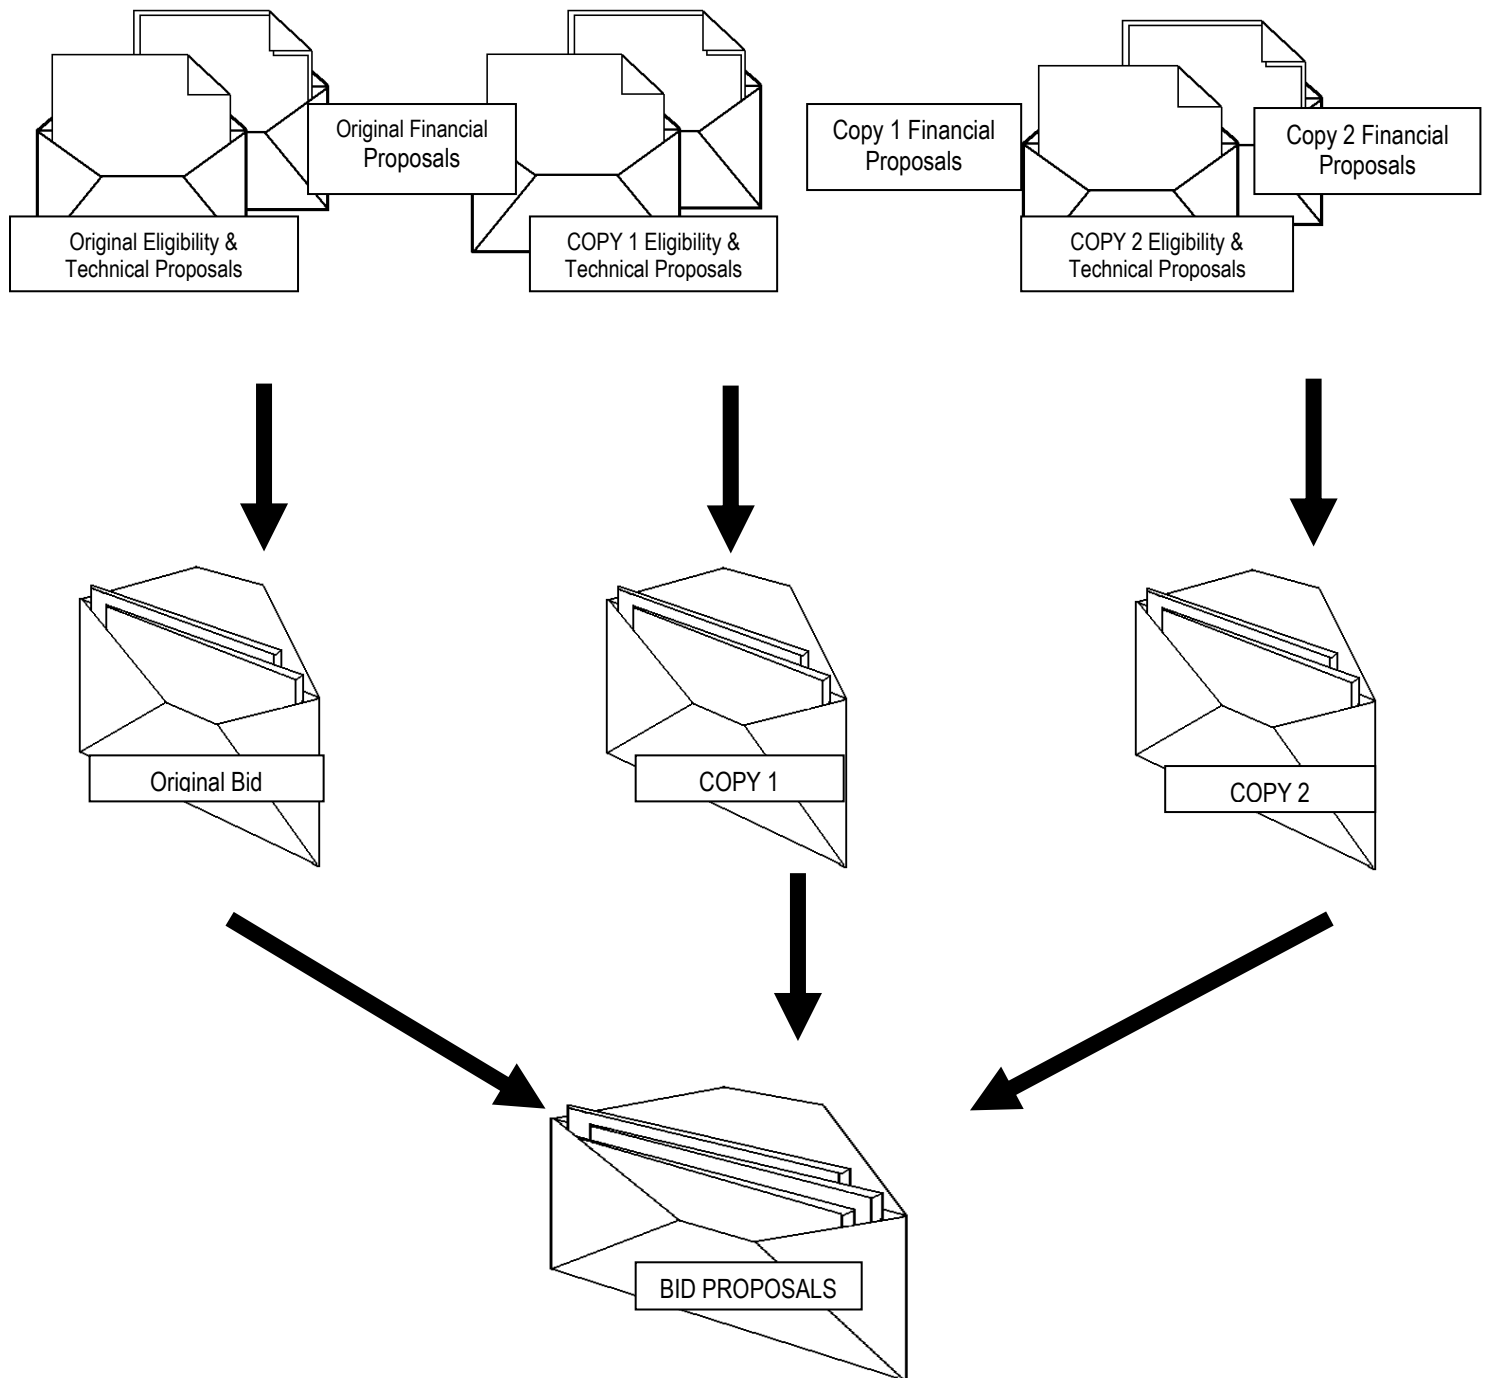 Original Financial
Proposals
Copy 1 Financial
Proposals
Copy 2 Financial
Proposals
Original Eligibility &
Technical Proposals
COPY 1 Eligibility &
Technical Proposals
COPY 2 Eligibility &
Technical Proposals
Original Bid
COPY 1
COPY 2
BID PROPOSALS